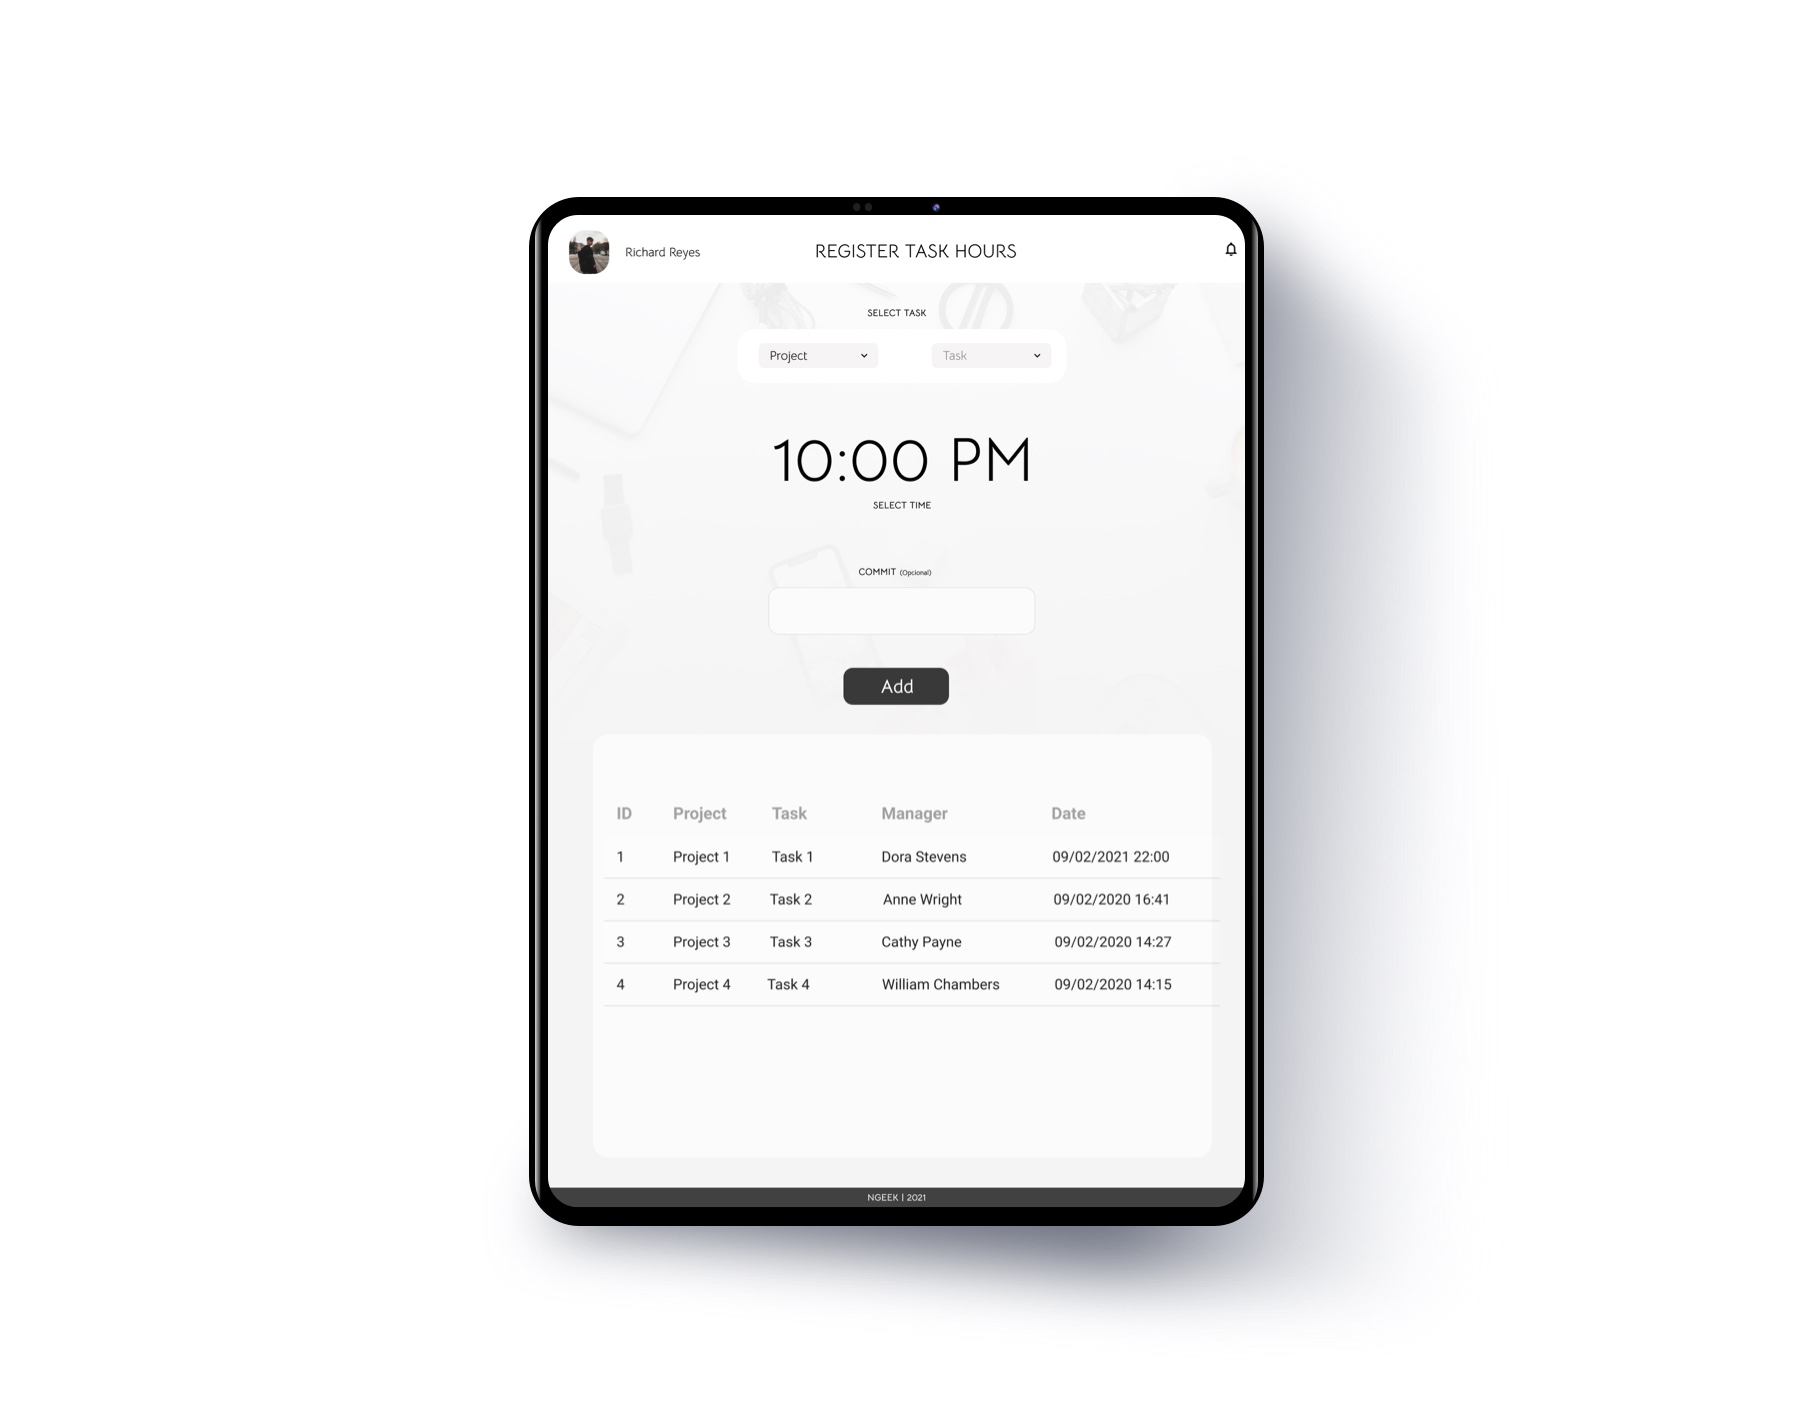 Richard Reyes REGISTER TASK HOURS
SELECT TASK
Project Task
10:00 PM
SELECT TIME
COMMIT (Opcional)
Add
ID Project Task Manager Date
1 Project 1 Task 1 Dora Stevens 09/02/2021 22:00
2 Project 2 Task 2 Anne Wright 09/02/2020 16:41
3 Project 3 Task 3 Cathy Payne 09/02/2020 14:27
4 Project 4 Task 4 William Chambers 09/02/2020 14:15
NGEEK | 2021